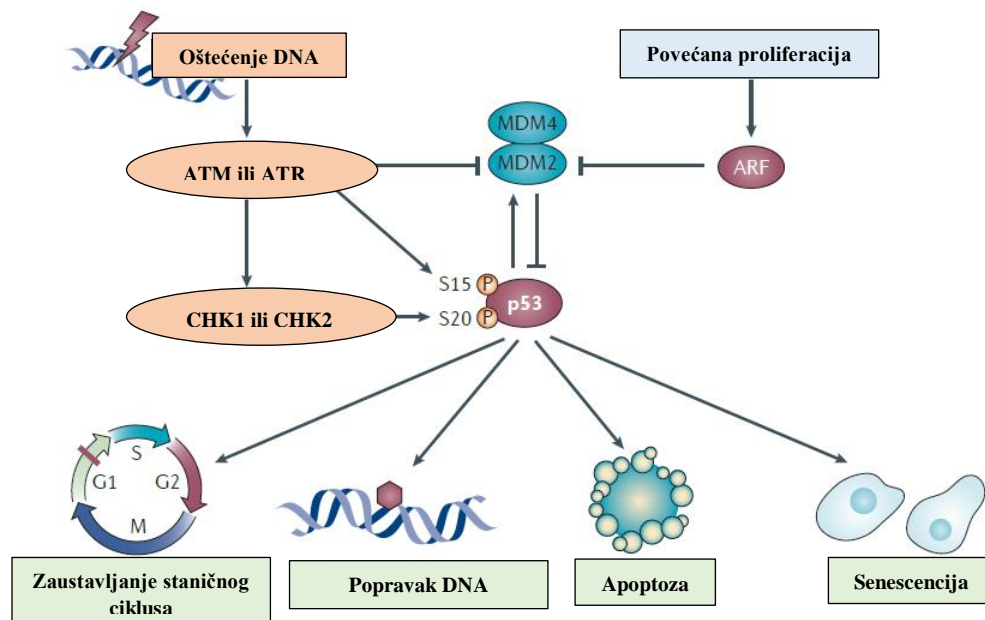 Oštećenje DNA
Povećana proliferacija
MDM4
MDM2
ATM ili ATR
ARF
S15 P
p53
S20 P
CHK1 ili CHK2
S
G1
G2
M
Zaustavljanje staničnog
ciklusa
Popravak DNA
Apoptoza
Senescencija